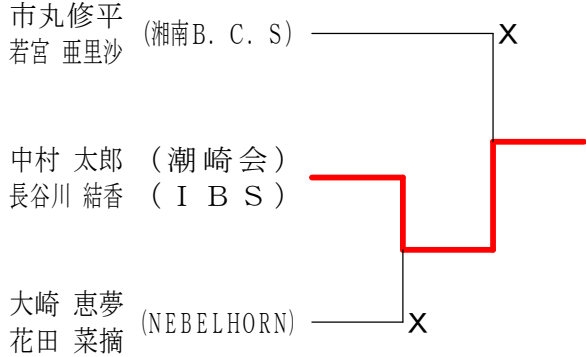 市丸修平 (湘南B. C. S) X
若宮 亜里沙
中村 太郎 (潮崎会)
長谷川 結香 (IBS)
大崎 恵夢 (NEBELHORN) X
花田 菜摘